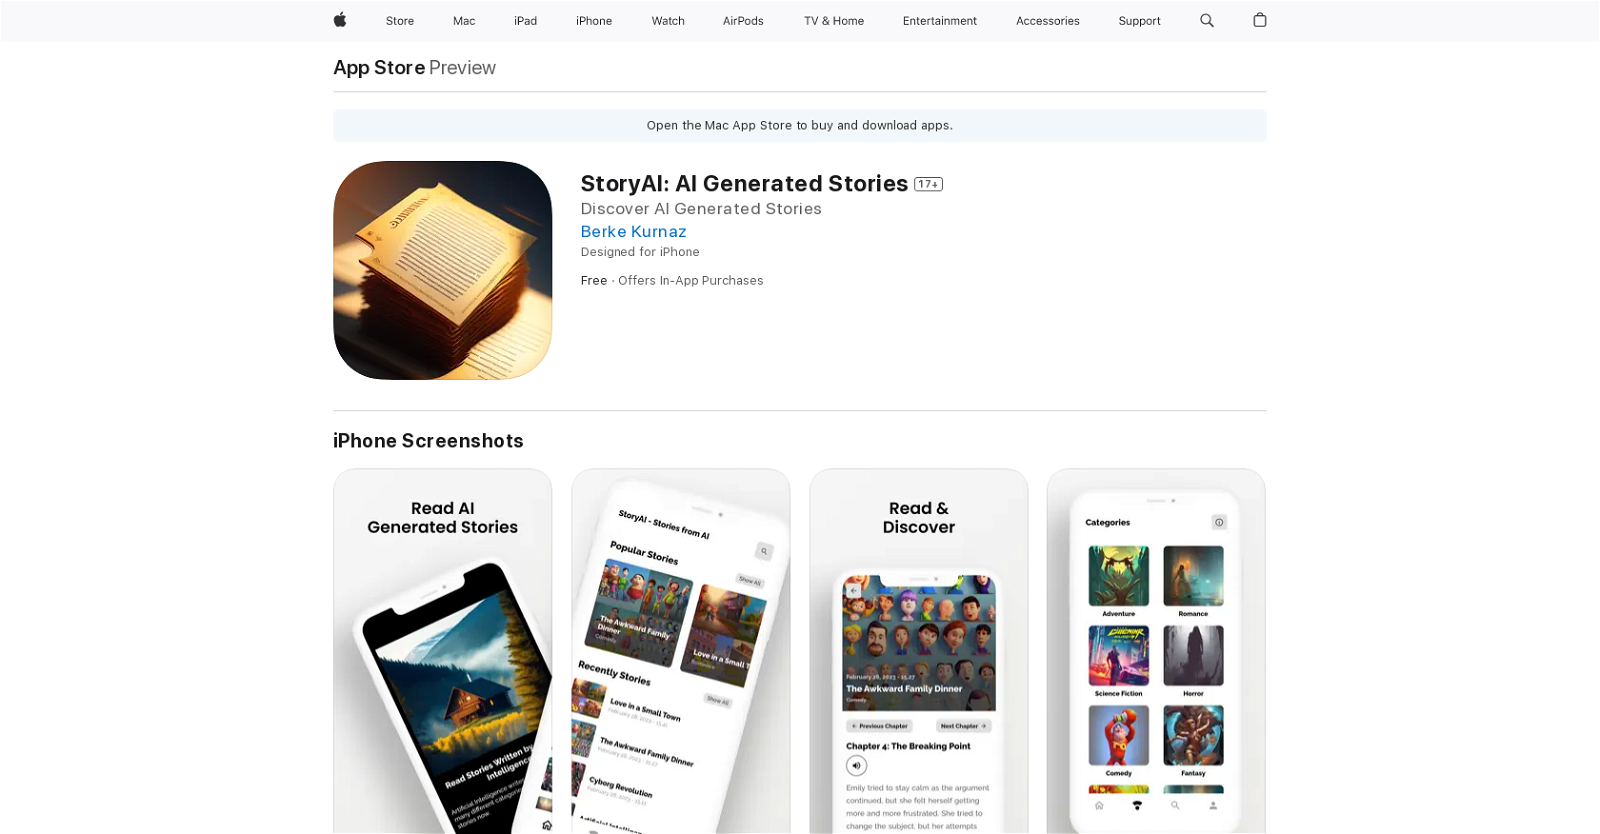 Store Mac iPad iPhone Watch AirPods TV & Home Entertainment Accessories Support
App Store Preview
Open the Mac App Store to buy and download apps.
StoryAI: AI Generated Stories 17+
Discover AI Generated Stories
Berke Kurnaz
Designed for iPhone
Free · Offers In-App Purchases
iPhone Screenshots
Read AI
Generated Stories
Read Stories Written by
Intelligence
Artificial intelligence writes
many different categories
stories now.
StoryAI - Stories from AI
Popular Stories
Show All
The Awkward Family
Dinner
Comedy
Love in a Small T
Romance
Recently Stories
Show All
Love in a Small Town
February 28, 2023 - 15.41
The Awkward Family Dinner
February 28, 2023 - 15.27
Cyborg Revolution
February 28, 2023 - 15.11
Read &
Discover
February 28, 2023 - 15.27
The Awkward Family Dinner
Comedy
← Previous Chapter
Next Chapter →
Chapter 4: The Breaking Point
Emily tried to stay calm as the argument
continued, but she felt herself getting
more and more frustrated. She tried to
change the subject, but her attempts
Categories
Adventure
Romance
Science Fiction
Horror
Comedy
Fantasy